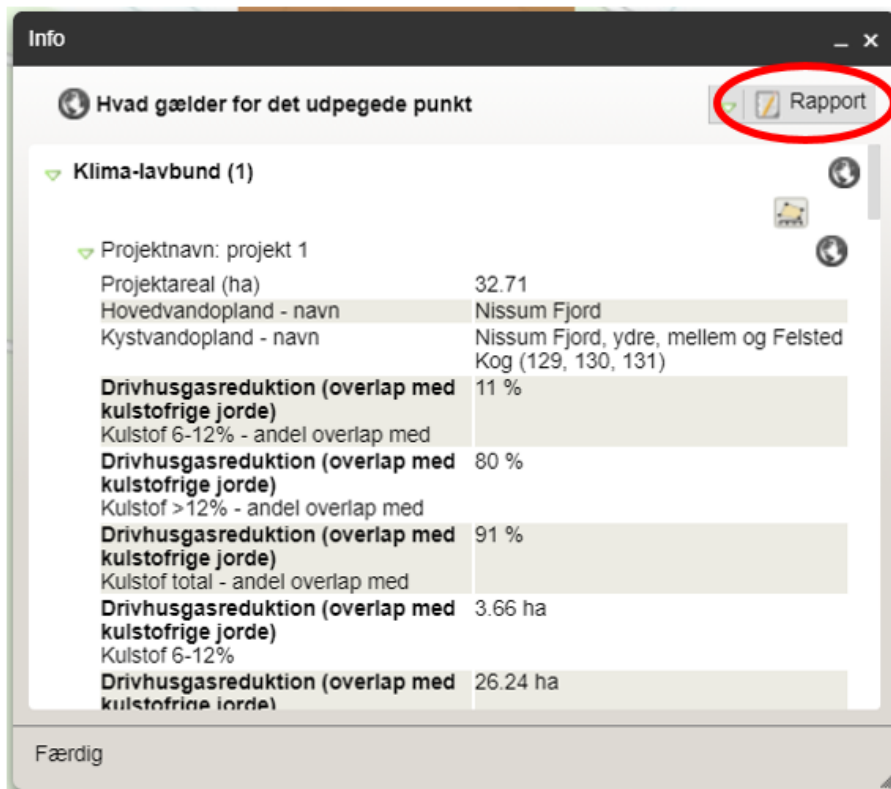 Info
Hvad gælder for det udpegede punkt
Rapport
Klima-lavbund (1)
Projektnavn: projekt 1
Projektareal (ha) 32.71
Hovedvandopland - navn Nissum Fjord
Kystvandopland - navn Nissum Fjord, ydre, mellem og Felsted
Kog (129, 130, 131)
Drivhusgasreduktion (overlap med 11 %
kulstofrige jorde)
Kulstof 6-12% - andel overlap med
Drivhusgasreduktion (overlap med 80 %
kulstofrige jorde)
Kulstof >12% - andel overlap med
Drivhusgasreduktion (overlap med 91 %
kulstofrige jorde)
Kulstof total - andel overlap med
Drivhusgasreduktion (overlap med 3.66 ha
kulstofrige jorde)
Kulstof 6-12%
Drivhusgasreduktion (overlap med 26.24 ha
kulstofrige jorde)
Færdig